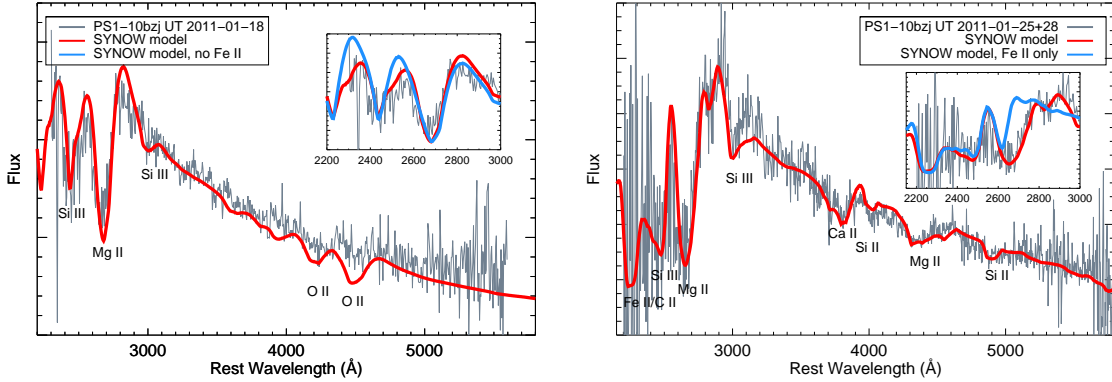 PS1−10bzj UT 2011−01−18
SYNOW model
SYNOW model, no Fe II
2200 2400 2600 2800 3000
Si III
Si III
Mg II
O II
O II
Flux
3000 4000 5000
Rest Wavelength (Å)
PS1−10bzj UT 2011−01−25+28
SYNOW model
SYNOW model, Fe II only
2200 2400 2600 2800 3000
Si III
Ca II
Si II
Si III
Mg II
Mg II
Si II
Fe II/C II
Flux
3000 4000 5000
Rest Wavelength (Å)